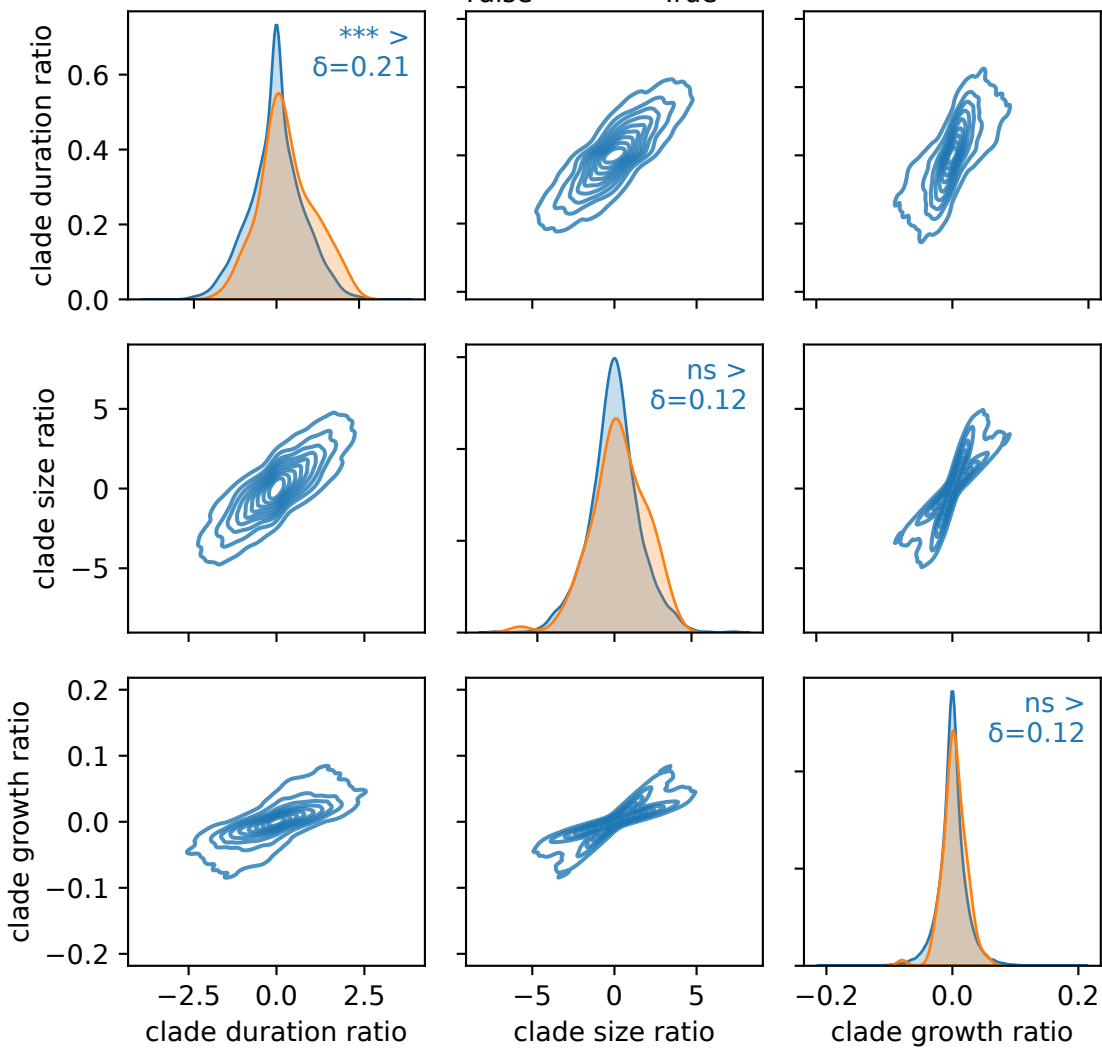 True
clade duration ratio
0.6
0.4
0.2
0.0
*** >
δ=0.21
clade size ratio
5
0
−5
ns >
δ=0.12
clade growth ratio
0.2
0.1
0.0
−0.1
−0.2
ns >
δ=0.12
−2.5 0.0 2.5
−5 0 5
−0.2 0.0 0.2
clade duration ratio
clade size ratio
clade growth ratio